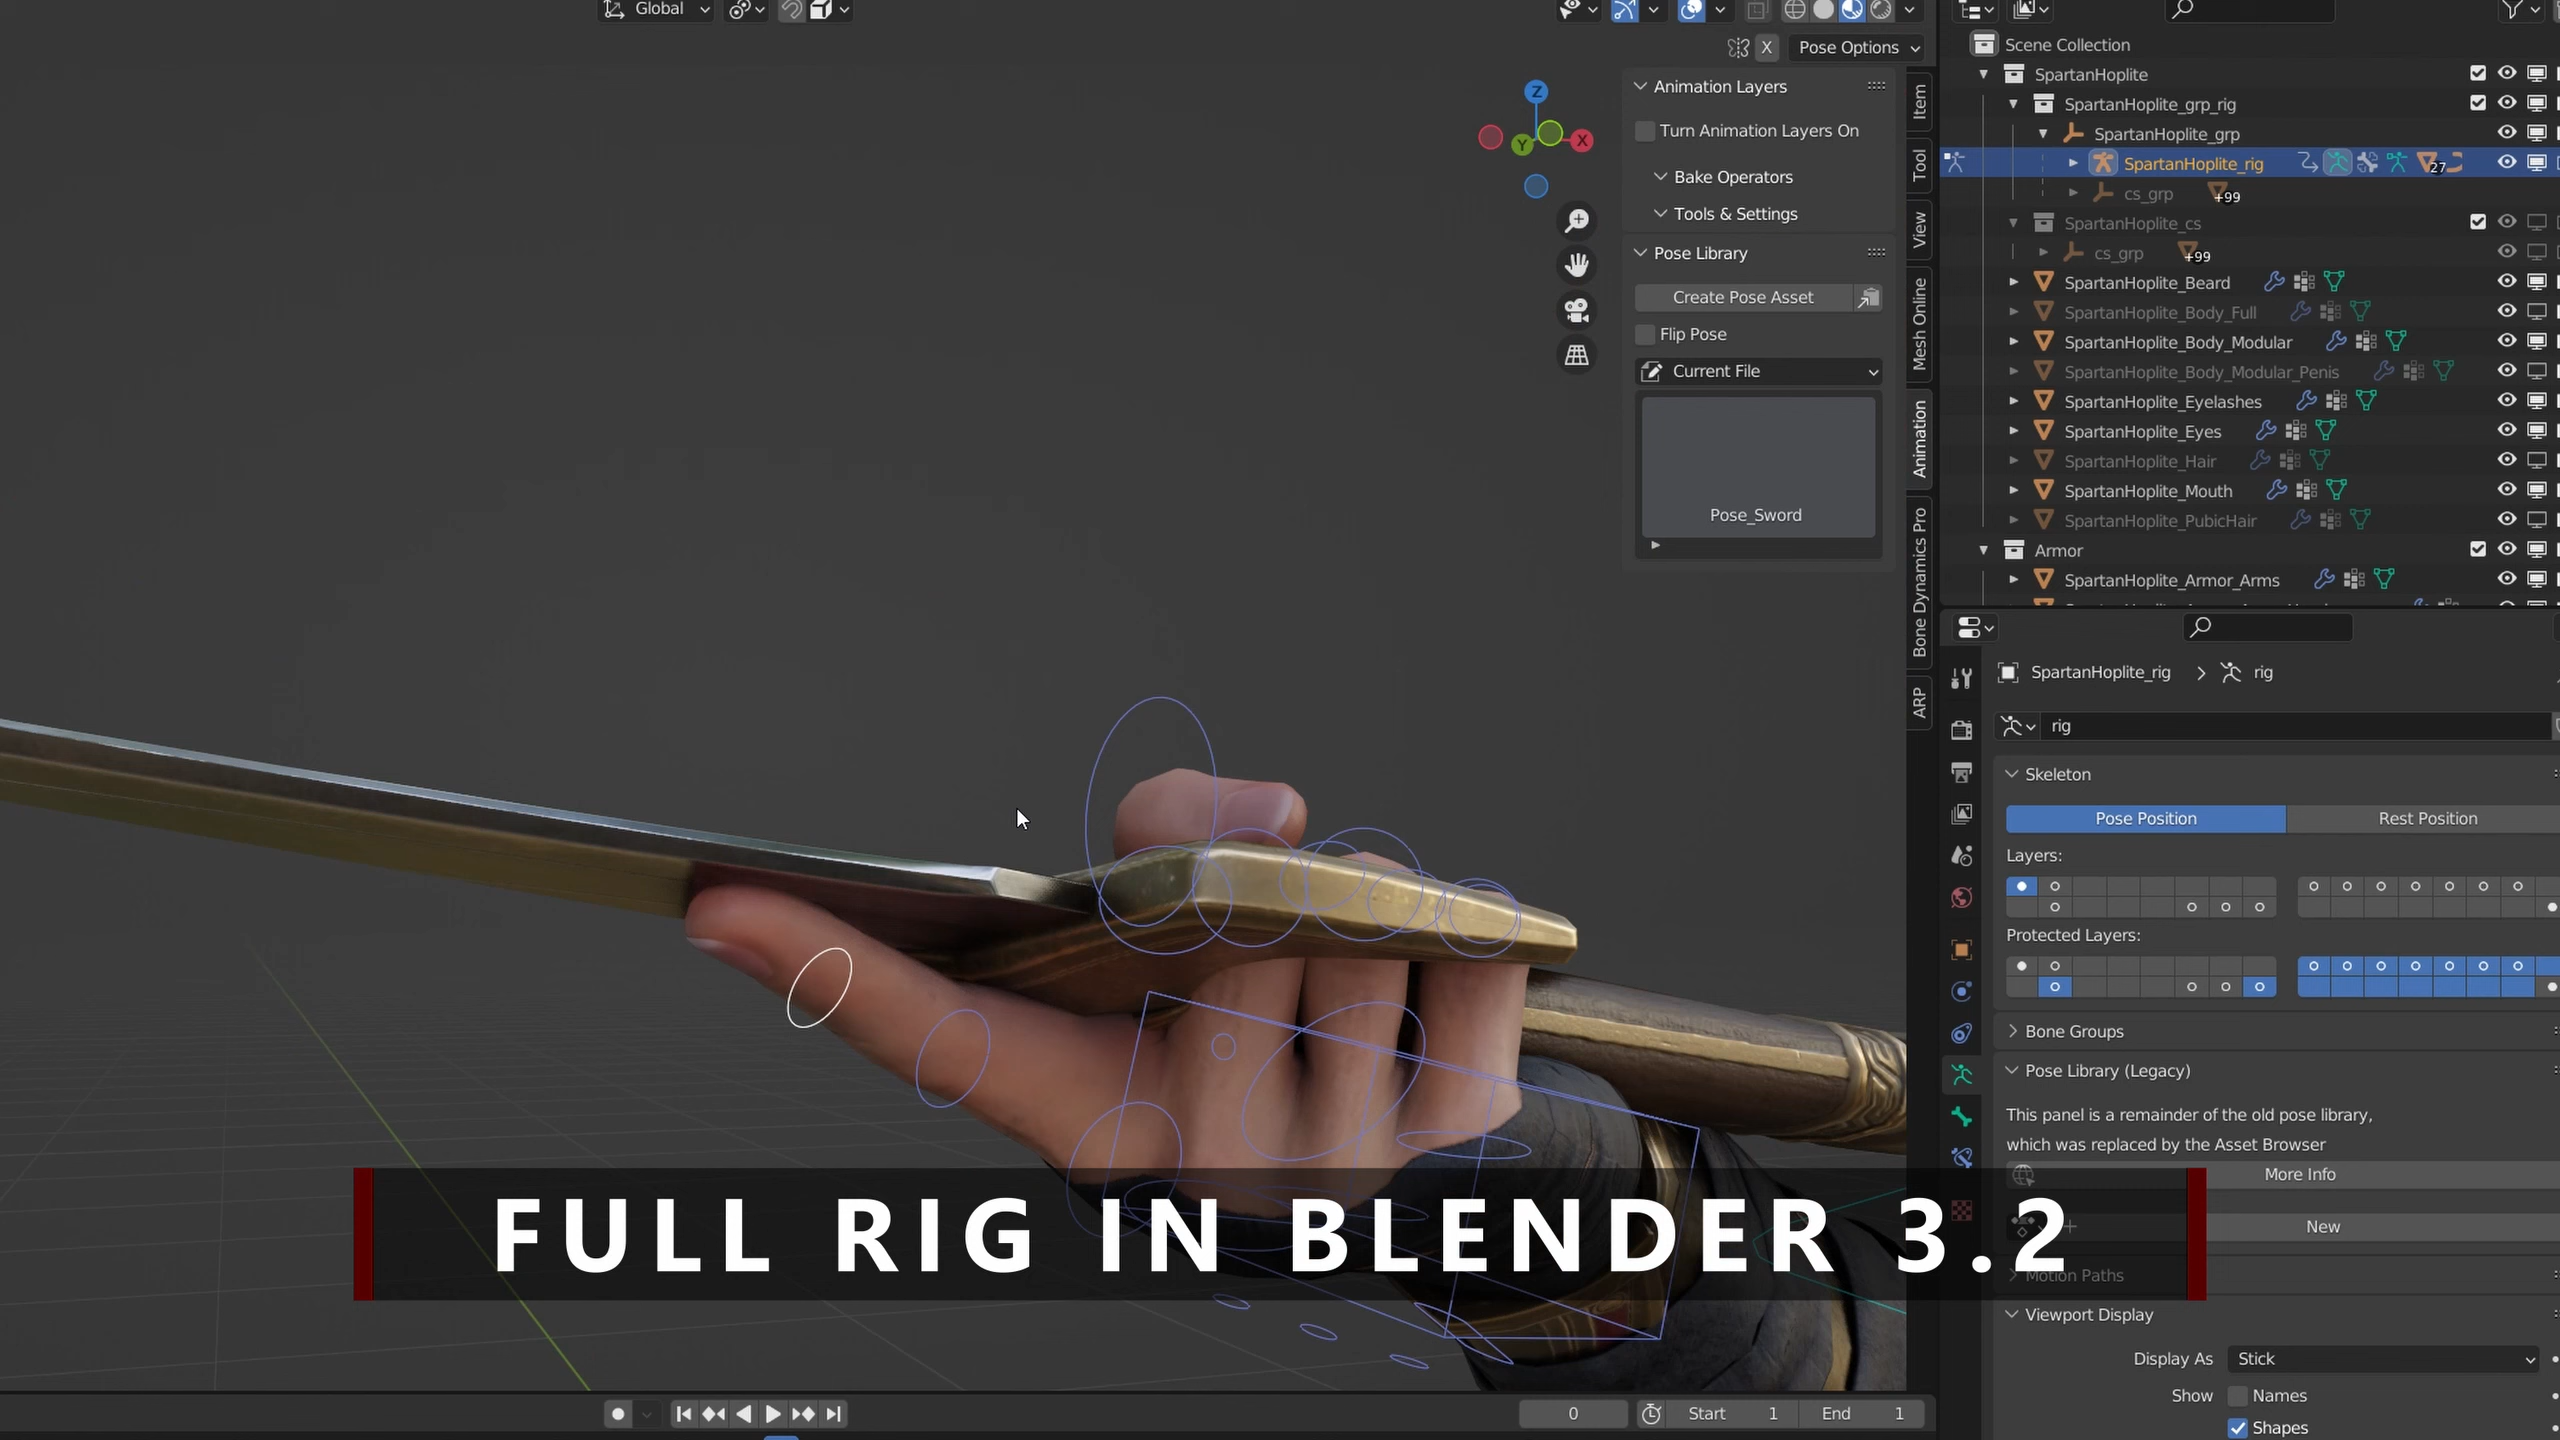 Global
X Pose Options
Z
Y
X
Animation Layers
Turn Animation Layers On
Bake Operators
Tools & Settings
Pose Library
Create Pose Asset
Flip Pose
Current File
Pose_Sword
Item
Tool
View
Mesh Online
Animation
Bone Dynamics Pro
ARP
Scene Collection
SpartanHoplite
SpartanHoplite_grp_rig
SpartanHoplite_grp
SpartanHoplite_rig 27
cs_grp +99
SpartanHoplite_cs
cs_grp +99
SpartanHoplite_Beard
SpartanHoplite_Body_Full
SpartanHoplite_Body_Modular
SpartanHoplite_Body_Modular_Penis
SpartanHoplite_Eyelashes
SpartanHoplite_Eyes
SpartanHoplite_Hair
SpartanHoplite_Mouth
SpartanHoplite_PubicHair
Armor
SpartanHoplite_Armor_Arms
SpartanHoplite_rig rig
rig
Skeleton
Pose Position Rest Position
Layers:
Protected Layers:
Bone Groups
Pose Library (Legacy)
This panel is a remainder of the old pose library,
which was replaced by the Asset Browser
More Info
New
Motion Paths
Viewport Display
Display As Stick
Show Names
Shapes
FULL RIG IN BLENDER 3.2
0 Start 1 End 1